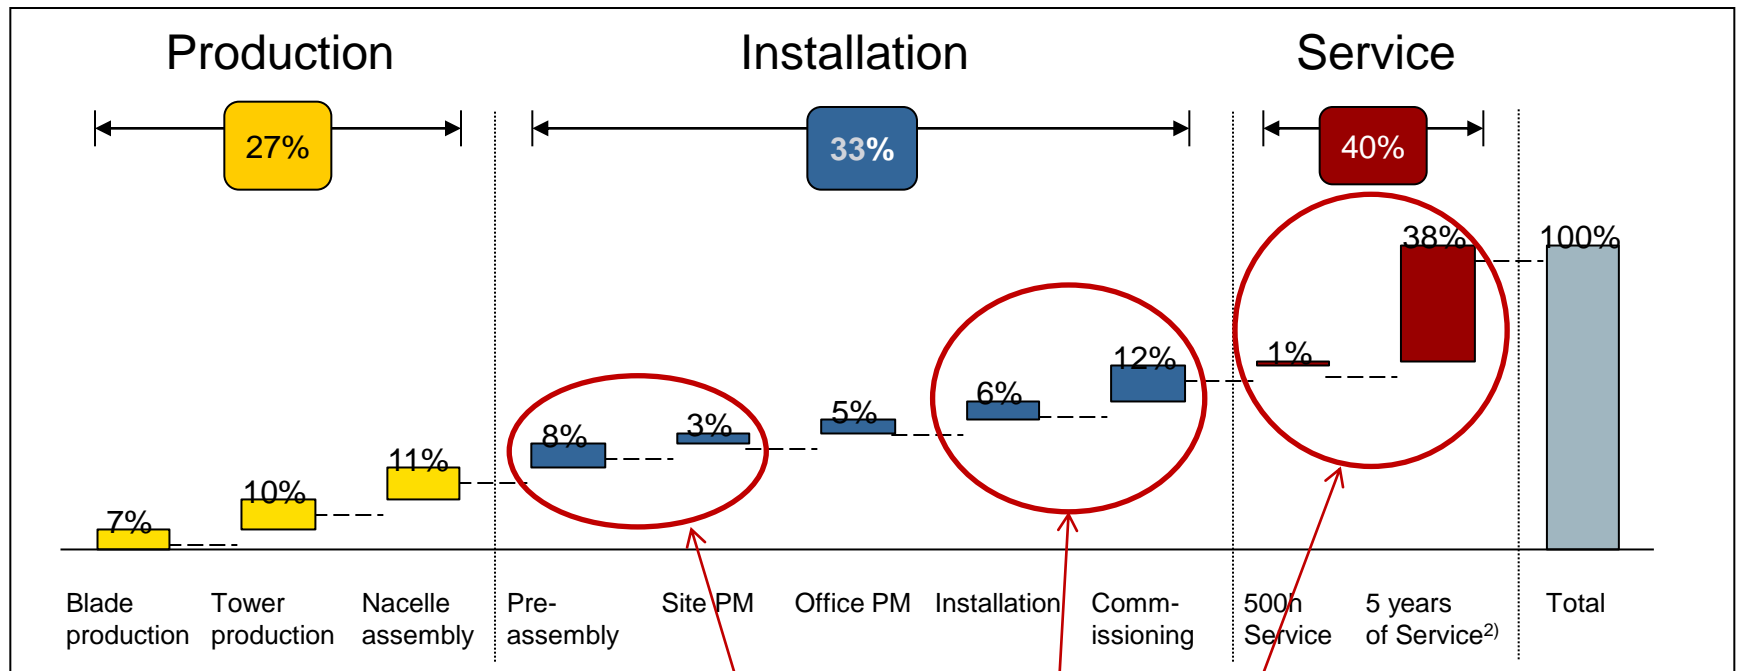 Production Installation Service
27% 33% 40%
38% 100%
1%
12%
6%
5%
3%
8%
11%
10%
7%
Blade production
Tower production
Nacelle assembly
Pre-assembly
Site PM
Office PM
Installation
Comm-issioning
500h Service
5 years of Service2)
Total